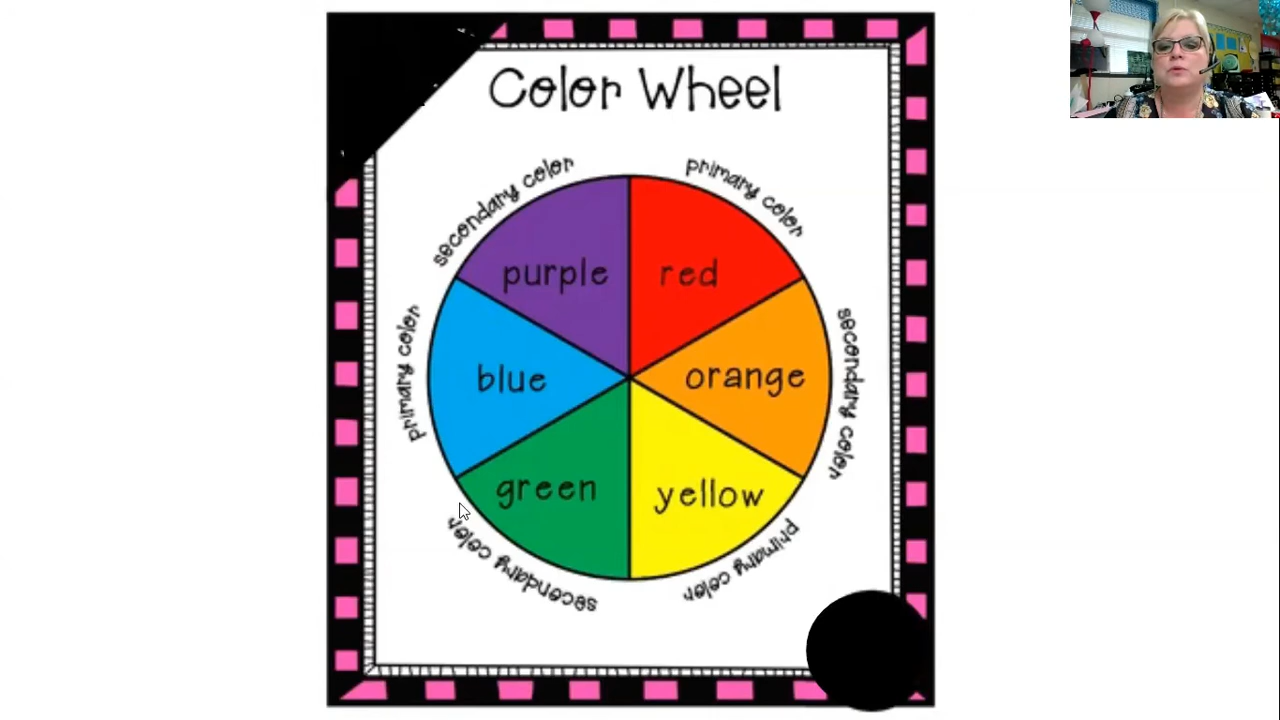 Color Wheel
secondary color
primary color
purple
red
primary color
blue
orange
secondary color
green
yellow
secondary color
primary color